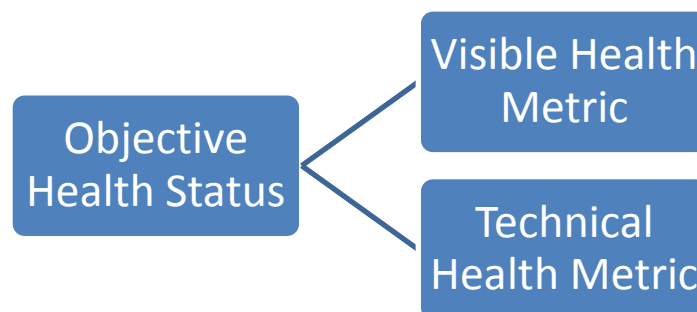 Objective
Health Status
Visible Health
Metric
Technical
Health Metric